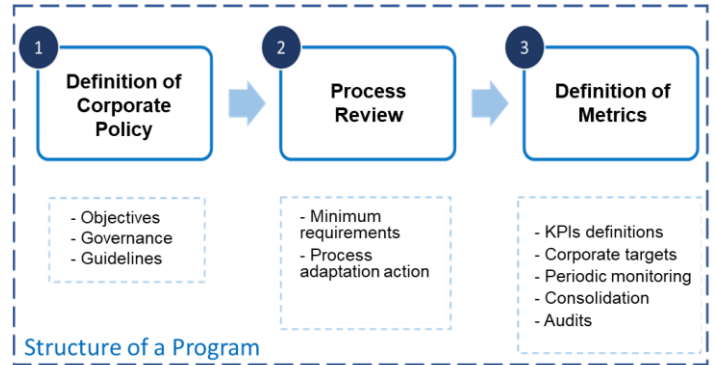 1
Definition of
Corporate
Policy
- Objectives
- Governance
- Guidelines
2
Process
Review
- Minimum
requirements
- Process
adaptation action
3
Definition of
Metrics
- KPIs definitions
- Corporate targets
- Periodic monitoring
- Consolidation
- Audits
Structure of a Program